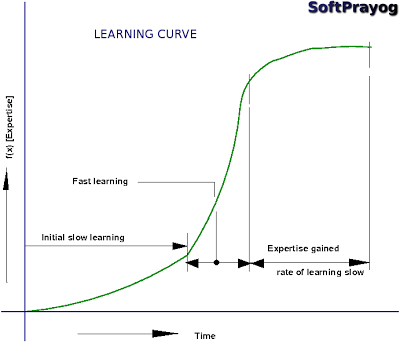 SoftPrayog
LEARNING CURVE
f(x) [Expertise]
Fast learning
Initial slow learning
Expertise gained
rate of learning slow
Time